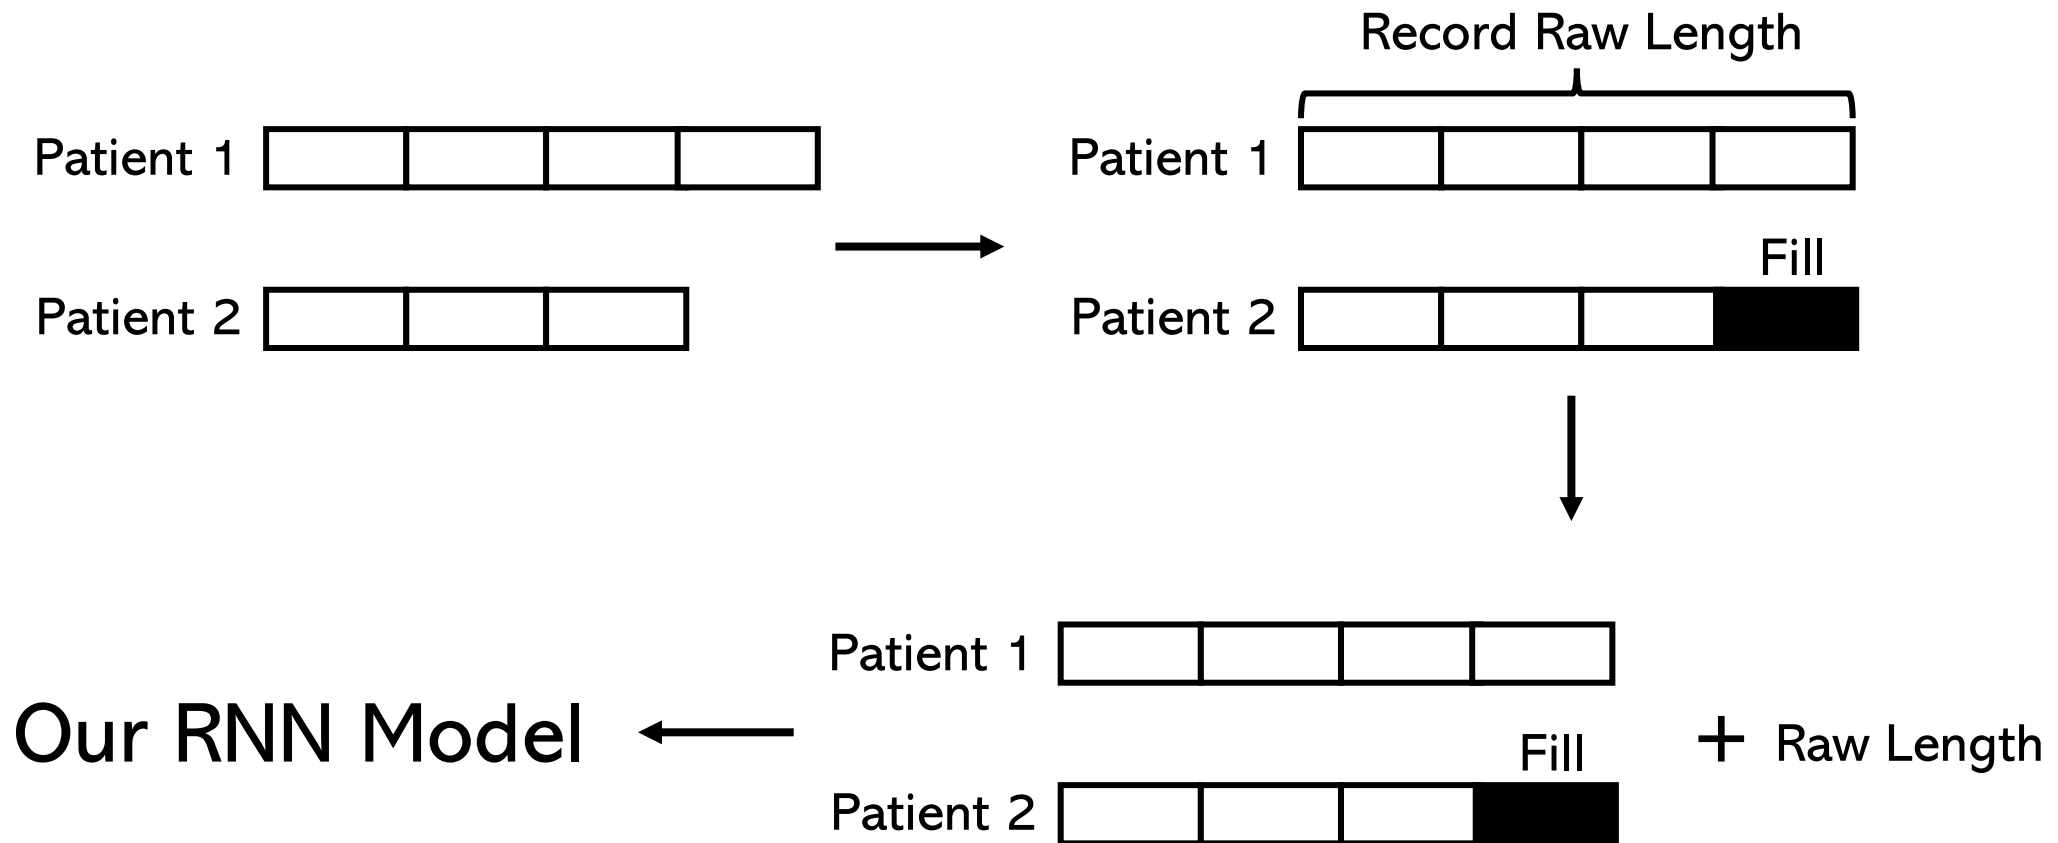 Record Raw Length
Patient 1
Patient 1
Fill
Patient 2
Patient 2
Patient 1
Our RNN Model
Fill
+ Raw Length
Patient 2